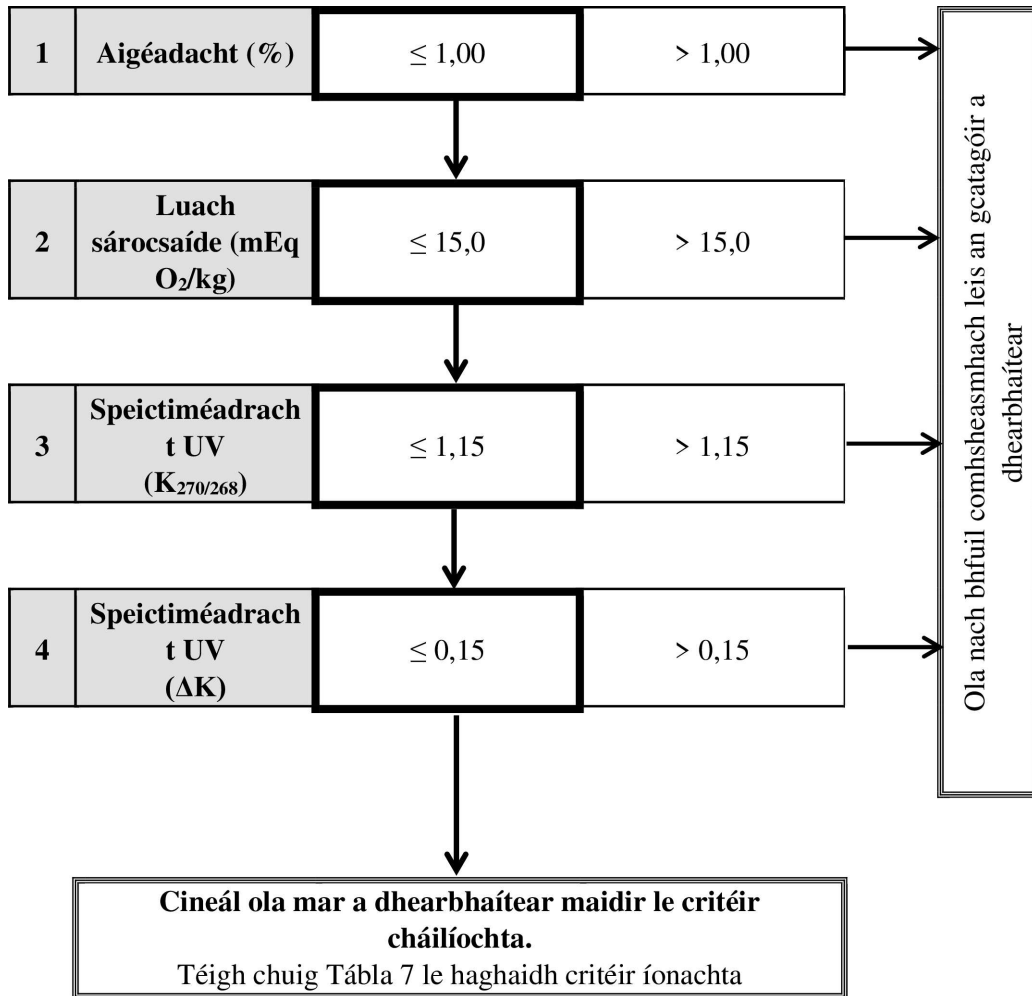 1 Aigéadacht (%) ≤ 1,00 > 1,00
2 Luach
sárocsaíde (mEq
O₂/kg) ≤ 15,0 > 15,0
3 Speictiméadrach
t UV
(K₂₇₀/₂₆₈) ≤ 1,15 > 1,15
4 Speictiméadrach
t UV
(ΔK) ≤ 0,15 > 0,15
Ola nach bhfuil comhsheasmhach leis an gcatagóir a
dhearbhaítear
Cineál ola mar a dhearbhaítear maidir le critéir
cháilíochta.
Téigh chuig Tábla 7 le haghaidh critéir íonachta